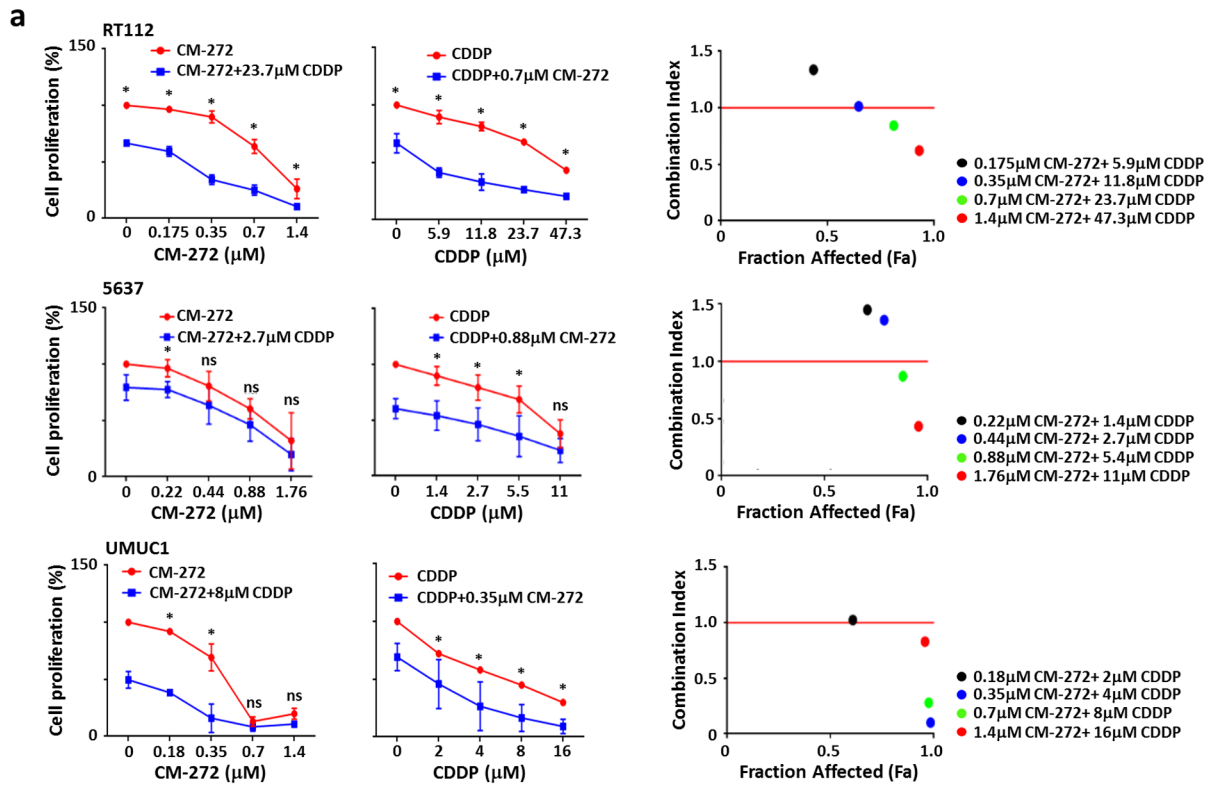 a
RT112
Cell proliferation (%)
150
0
CM-272
CM-272+23.7µM CDDP
* * * * *
0 0.175 0.35 0.7 1.4
CM-272 (µM)
CDDP
CDDP+0.7µM CM-272
* * * * *
0 5.9 11.8 23.7 47.3
CDDP (µM)
Combination Index
1.5
1.0
0.5
0
0.5 1.0
Fraction Affected (Fa)
0.175µM CM-272+ 5.9µM CDDP
0.35µM CM-272+ 11.8µM CDDP
0.7µM CM-272+ 23.7µM CDDP
1.4µM CM-272+ 47.3µM CDDP
5637
Cell proliferation (%)
150
0
CM-272
CM-272+2.7µM CDDP
* ns ns ns
0 0.22 0.44 0.88 1.76
CM-272 (µM)
CDDP
CDDP+0.88µM CM-272
* * * ns
0 1.4 2.7 5.5 11
CDDP (µM)
Combination Index
1.5
1.0
0.5
0
0 0.5 1.0
Fraction Affected (Fa)
0.22µM CM-272+ 1.4µM CDDP
0.44µM CM-272+ 2.7µM CDDP
0.88µM CM-272+ 5.4µM CDDP
1.76µM CM-272+ 11µM CDDP
UMUC1
Cell proliferation (%)
150
0
CM-272
CM-272+8µM CDDP
* * ns ns
0 0.18 0.35 0.7 1.4
CM-272 (µM)
CDDP
CDDP+0.35µM CM-272
* * * *
0 2 4 8 16
CDDP (µM)
Combination Index
1.5
1.0
0.5
0
0 0.5 1.0
Fraction Affected (Fa)
0.18µM CM-272+ 2µM CDDP
0.35µM CM-272+ 4µM CDDP
0.7µM CM-272+ 8µM CDDP
1.4µM CM-272+ 16µM CDDP